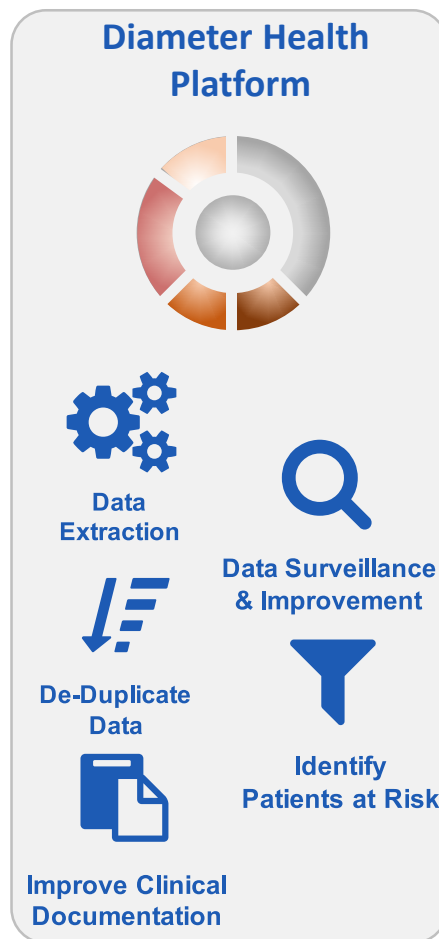 Diameter Health
Platform
Data
Extraction
De-Duplicate
Data
Improve Clinical
Documentation
Data Surveillance
& Improvement
Identify
Patients at Risk